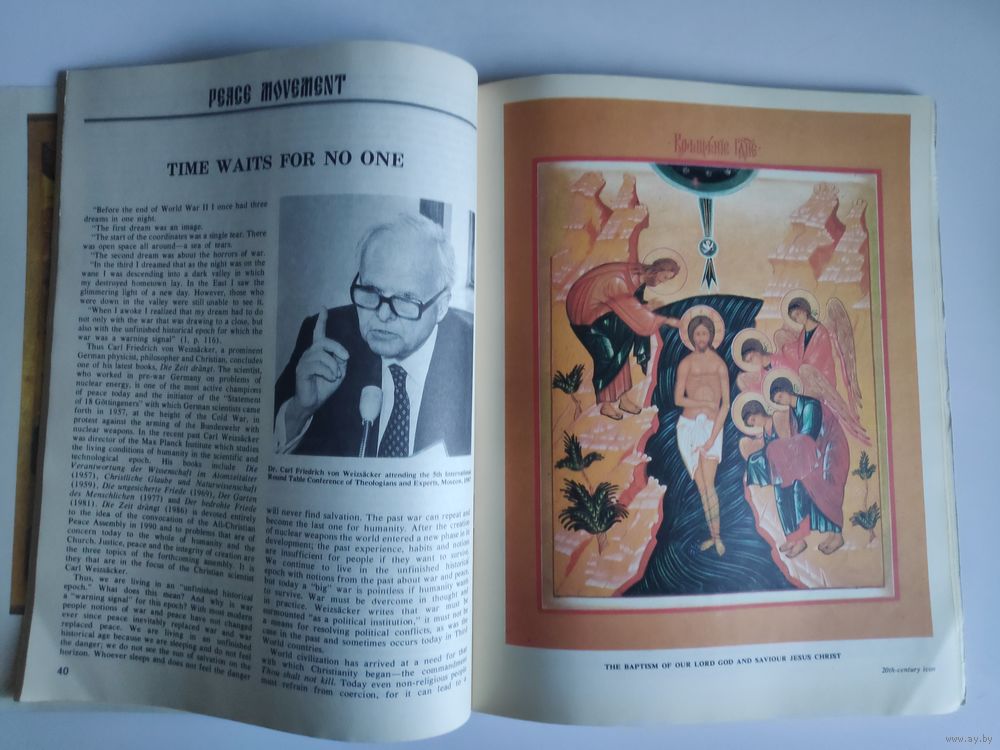 PEACE MOVEMENT
TIME WAITS FOR NO ONE
"Before the end of World War II I once had three
dreams in one night.
"The first dream was an image.
"The start of the coordinates was a single tear. There
was open space all around—a sea of tears.
"The second dream was about the horrors of war.
"In the third I dreamed that as the night was on the
wane I was descending into a dark valley in which
my destroyed hometown lay. In the East I saw the
glimmering light of a new day. However, those who
were down in the valley were still unable to see it.
"When I awoke I realized that my dream had to do
not only with the war that was drawing to a close, but
also with the unfinished historical epoch for which the
war was a warning signal" (1, p. 116).
Thus Carl Friedrich von Weizsäcker, a prominent
German physicist, philosopher and Christian, concludes
one of his latest books, Die Zeit drängt. The scientist,
who worked in pre-war Germany on problems of
nuclear energy, is one of the most active champions
of peace today and the initiator of the "Statement
of 18 Göttingeners" with which German scientists came
forth in 1957, at the height of the Cold War, in
protest against the arming of the Bundeswehr with
nuclear weapons. In the recent past Carl Weizsäcker
was director of the Max Planck Institute which studies
the living conditions of humanity in the scientific and
technological epoch. His books include Die
Verantwortung der Wissenschaft im Atomzeitalter
(1957), Christliche Glaube und Naturwissenschaft
(1959), Die ungesicherte Friede (1969), Der Garten
des Menschlichen (1977) and Der bedrohte Friede
(1981). Die Zeit drängt (1986) is devoted entirely
to the idea of the convocation of the All-Christian
Peace Assembly in 1990 and to problems that are of
concern today to the whole of humanity and the
Church. Justice, peace and the integrity of creation are
the three topics of the forthcoming assembly. It is
they that are in the focus of the Christian scientist
Carl Weizsäcker.
Thus, we are living in an "unfinished historical
epoch." What does this mean? And why is war
a "warning signal" for this epoch? With most modern
people notions of war and peace have not changed
ever since peace inevitably replaced war and war
replaced peace. We are living in an unfinished
historical age because we are sleeping and do not feel
the danger; we do not see the sun of salvation on the
horizon. Whoever sleeps and does not feel the danger
40
Dr. Carl Friedrich von Weizsäcker attending the 5th International
Round Table Conference of Theologians and Experts, Moscow, 1987
will never find salvation. The past war can repeat and
become the last one for humanity. After the creation
of nuclear weapons the world entered a new phase in its
development; the past experience, habits and notions
are insufficient for people if they want to survive.
We continue to live in the unfinished historical
epoch with notions from the past about war and peace,
but today a "big" war is pointless if humanity wants
to survive. War must be overcome in thought and
in practice. Weizsäcker writes that war must be
surmounted "as a political institution," it must not be
a means for resolving political conflicts, as was the
case in the past and sometimes occurs today in Third
World countries.
World civilization has arrived at a need for that
with which Christianity began—the commandment
Thou shalt not kill. Today even non-religious people
must refrain from coercion, for it can lead to a
THE BAPTISM OF OUR LORD GOD AND SAVIOUR JESUS CHRIST
20th-century icon
www.ay.by